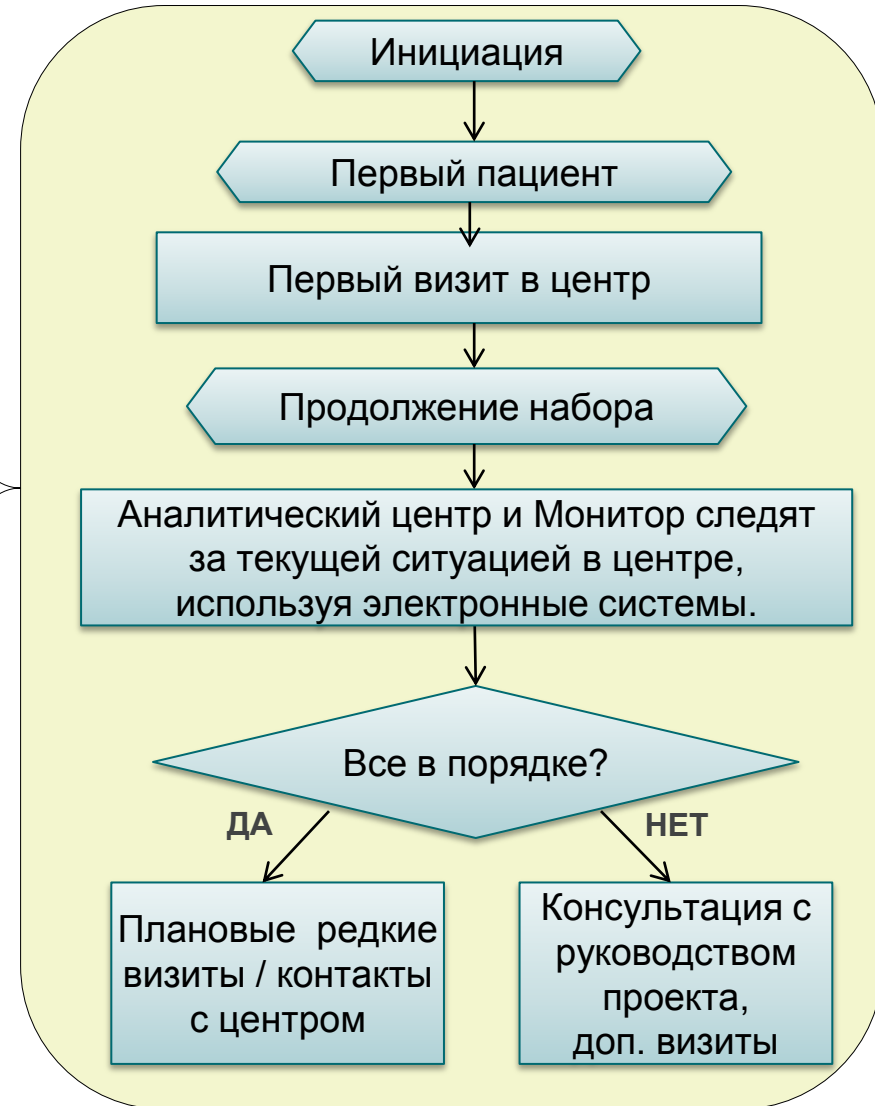 Инициация
Первый пациент
Первый визит в центр
Продолжение набора
Аналитический центр и Монитор следят
за текущей ситуацией в центре,
используя электронные системы.
Все в порядке?
ДА
НЕТ
Плановые редкие
визиты / контакты
с центром
Консультация с
руководством
проекта,
доп. визиты